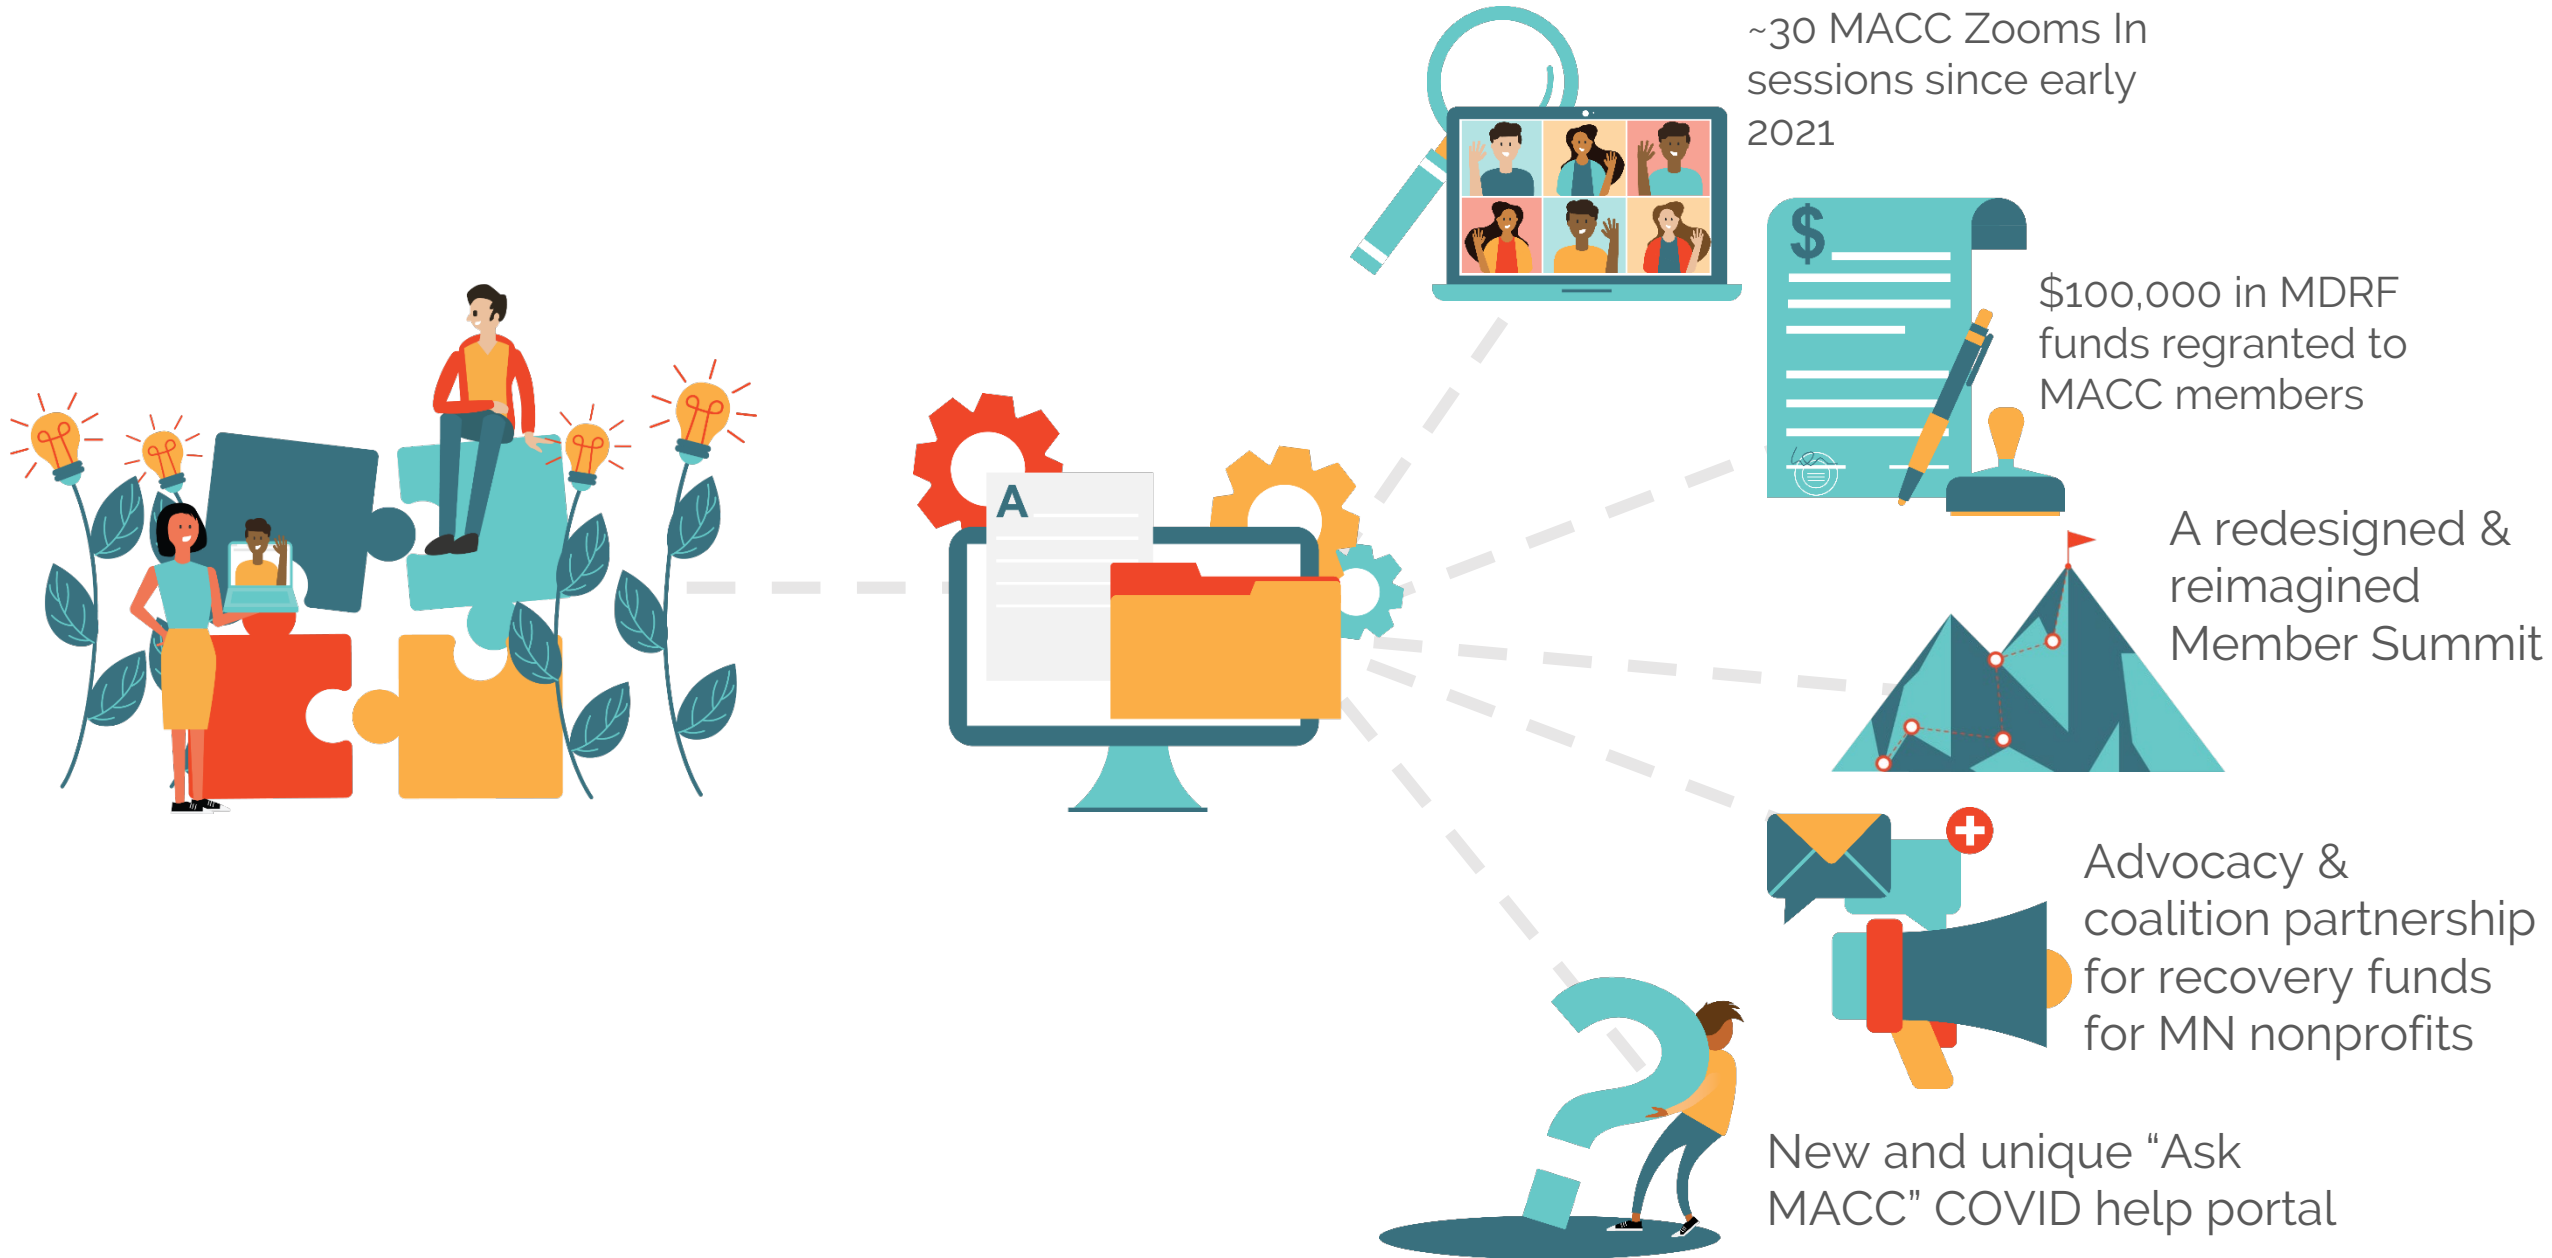 ~30 MACC Zooms In
sessions since early
2021
$
$100,000 in MDRF
funds regranted to
MACC members
A
A redesigned &
reimagined
Member Summit
Advocacy &
coalition partnership
for recovery funds
for MN nonprofits
New and unique “Ask
MACC” COVID help portal